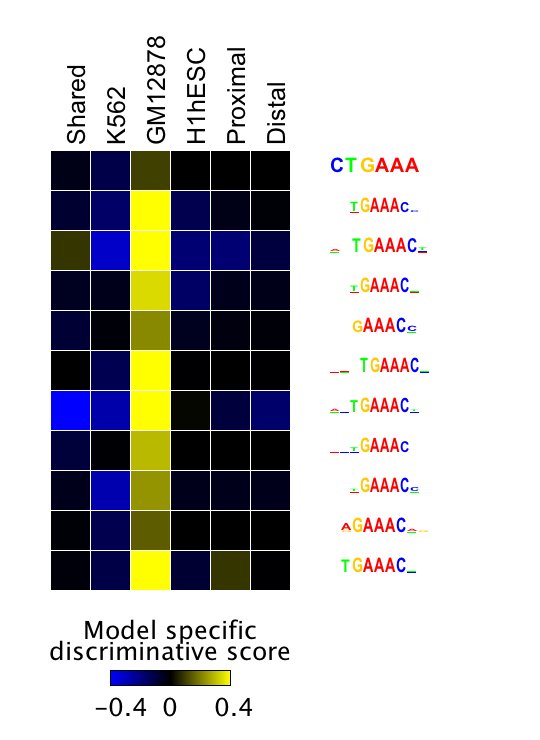 Shared
K562
GM12878
H1hESC
Proximal
Distal
CTGAAA
TGAAAC
TGAAAC
TGAAAC
GAAAC
TGAAAC
TGAAAC
GAAAC
GAAAC
AGAAAC
TGAAAC
Model specific
discriminative score
−0.4 0 0.4